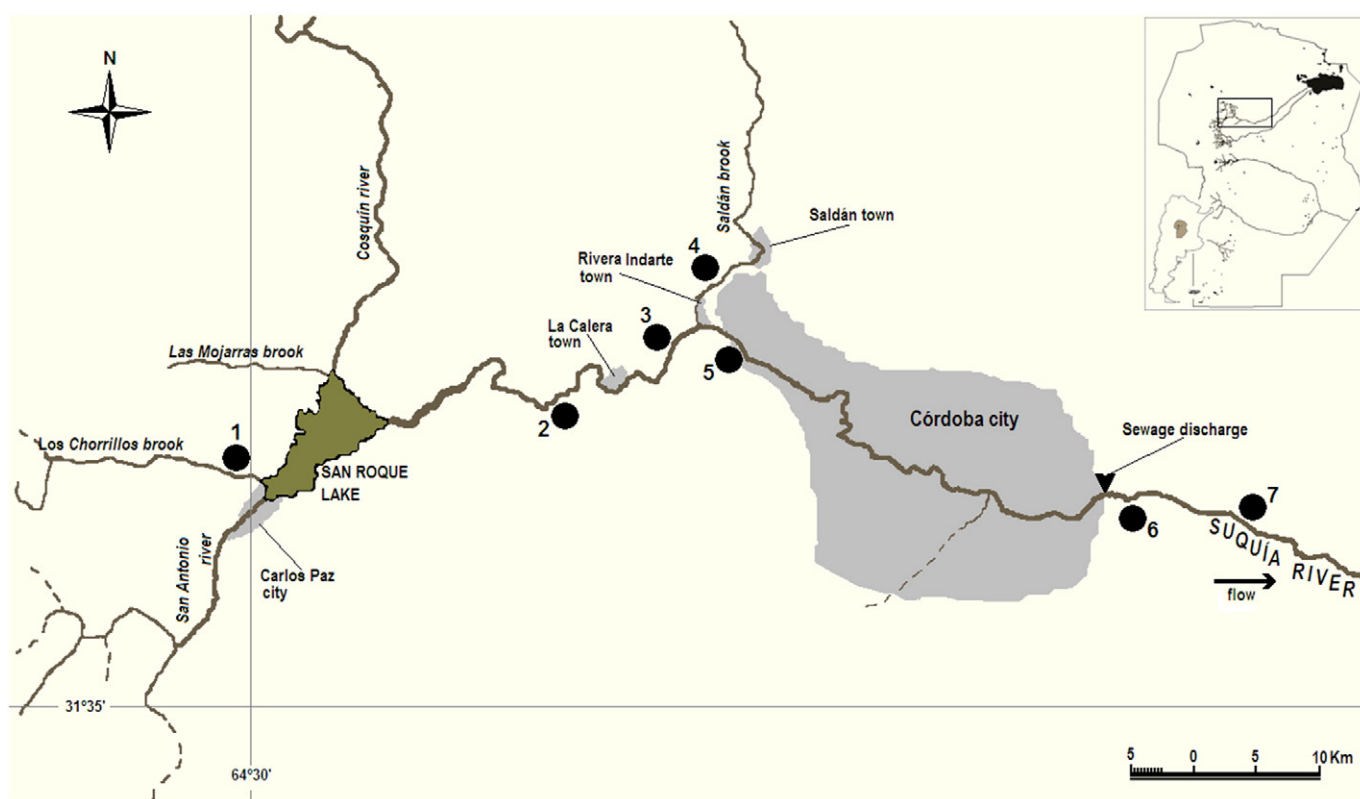 N
Cosquín river
Saldán brook
Saldán town
4
Rivera Indarte
town
3
La Calera
town
Las Mojarras brook
5
2
Córdoba city
1
Los Chorrillos brook
Sewage discharge
SAN ROQUE
LAKE
7
6
SUQUÍA RIVER
San Antonio
river
Carlos Paz
city
flow
31°35'
64°30'
5 0 5 10 Km